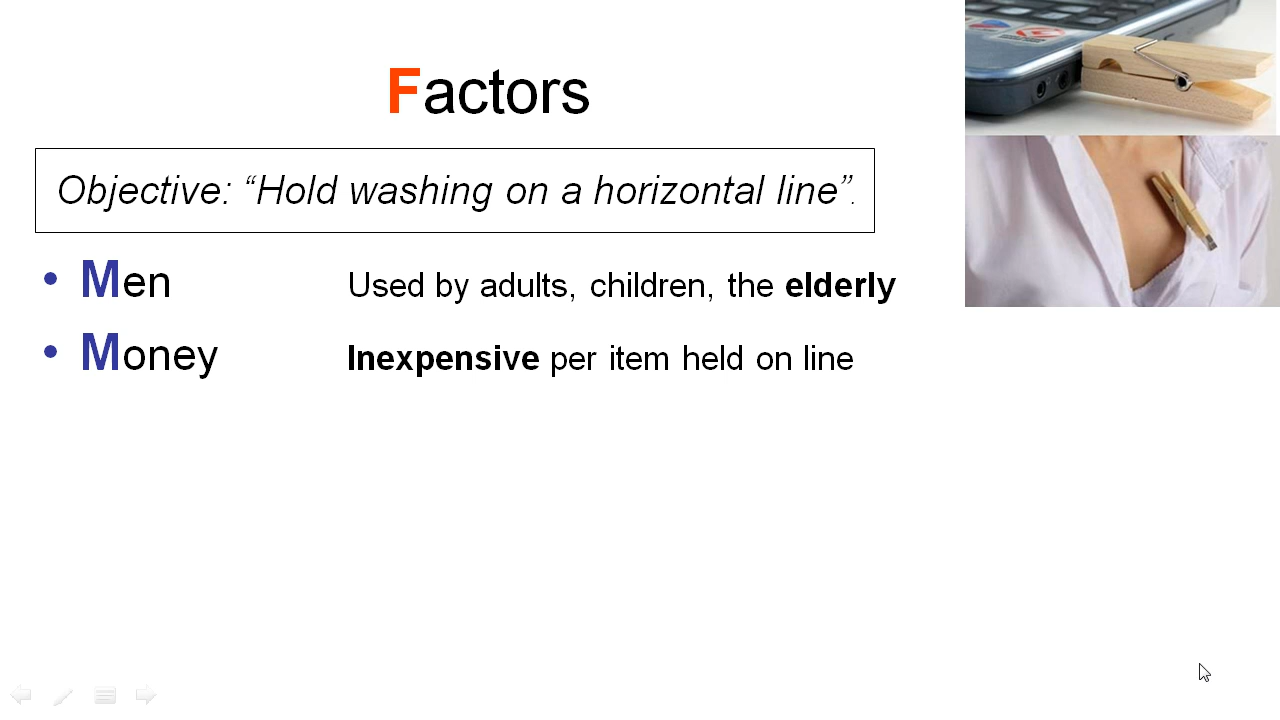 Factors
Objective: “Hold washing on a horizontal line”.
• Men Used by adults, children, the elderly
• Money Inexpensive per item held on line